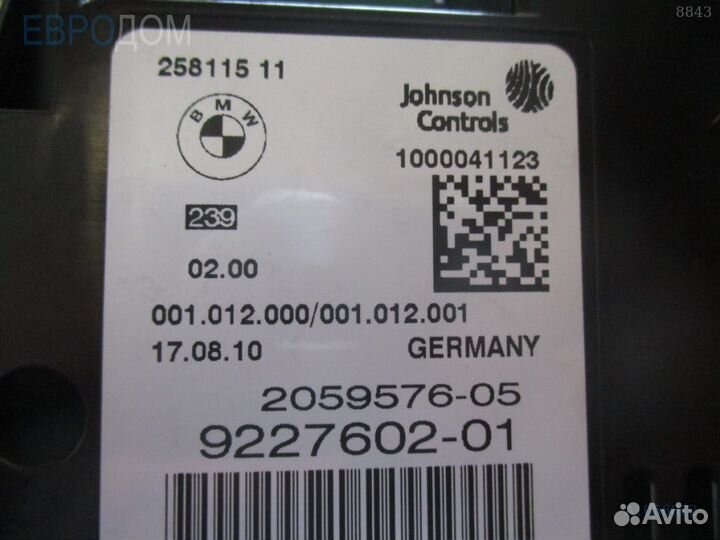 ЕВРОДОМ
8843
258115 11
BMW
Johnson
Controls
1000041123
239
02.00
001.012.000/001.012.001
17.08.10
GERMANY
2059576-05
9227602-01
Avito